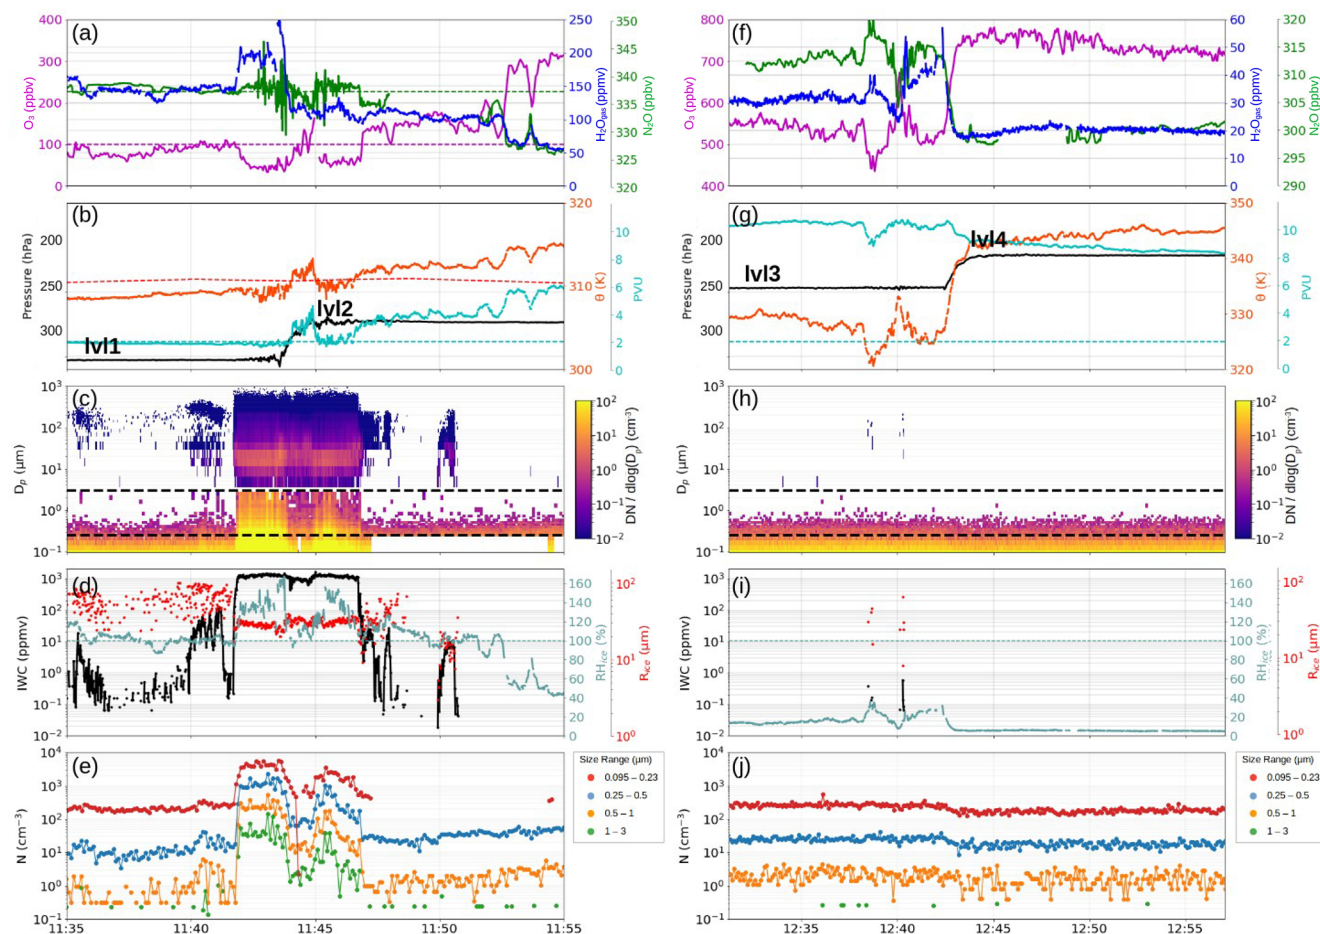 (a)
400
300
200
100
0
O₃ (ppbv)
250
200
150
100
50
0
H₂Ogas(ppmv)
350
345
340
335
330
325
320
N₂O(ppbv)
(f)
800
700
600
500
400
O₃ (ppbv)
60
50
40
30
20
10
0
H₂Ogas(ppmv)
320
315
310
305
300
295
290
N₂O(ppbv)
(b)
200
250
300
Pressure (hPa)
lvl1
lvl2
320
310
300
θ (K)
10
8
6
4
2
0
PVU
(g)
200
250
300
Pressure (hPa)
lvl3
lvl4
350
340
330
320
θ (K)
10
8
6
4
2
0
PVU
(c)
10³
10²
10¹
10⁰
10⁻¹
Dₚ (μm)
10²
10¹
10⁰
10⁻¹
10⁻²
DN / dlog(Dₚ) (cm⁻³)
(h)
10³
10²
10¹
10⁰
10⁻¹
Dₚ (μm)
10²
10¹
10⁰
10⁻¹
10⁻²
DN / dlog(Dₚ) (cm⁻³)
(d)
10³
10²
10¹
10⁰
10⁻¹
10⁻²
IWC (ppmv)
160
140
120
100
80
60
40
20
0
RHice (%)
10²
10¹
10⁰
Rice (μm)
(i)
10³
10²
10¹
10⁰
10⁻¹
10⁻²
IWC (ppmv)
160
140
120
100
80
60
40
20
0
RHice (%)
10²
10¹
10⁰
Rice (μm)
(e)
10⁴
10³
10²
10¹
10⁰
10⁻¹
N (cm⁻³)
11:35
11:40
11:45
11:50
11:55
Size Range (μm)
0.095 – 0.23
0.25 – 0.5
0.5 – 1
1 – 3
(j)
10⁴
10³
10²
10¹
10⁰
10⁻¹
N (cm⁻³)
12:35
12:40
12:45
12:50
12:55
Size Range (μm)
0.095 – 0.23
0.25 – 0.5
0.5 – 1
1 – 3